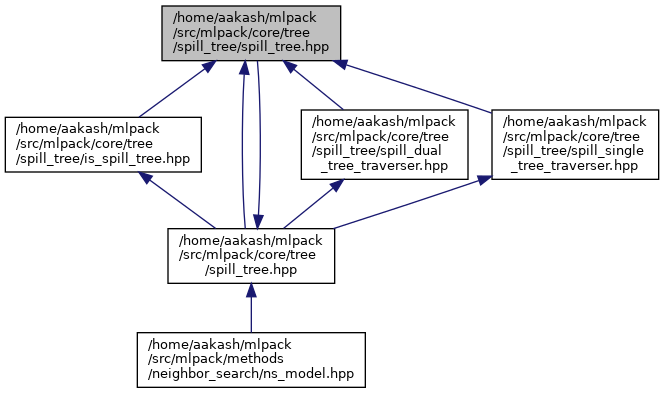 /home/aakash/mlpack
/src/mlpack/core/tree
/spill_tree/spill_tree.hpp
/home/aakash/mlpack
/src/mlpack/core/tree
/spill_tree/is_spill_tree.hpp
/home/aakash/mlpack
/src/mlpack/core/tree
/spill_tree/spill_dual
_tree_traverser.hpp
/home/aakash/mlpack
/src/mlpack/core/tree
/spill_tree/spill_single
_tree_traverser.hpp
/home/aakash/mlpack
/src/mlpack/core/tree
/spill_tree.hpp
/home/aakash/mlpack
/src/mlpack/methods
/neighbor_search/ns_model.hpp